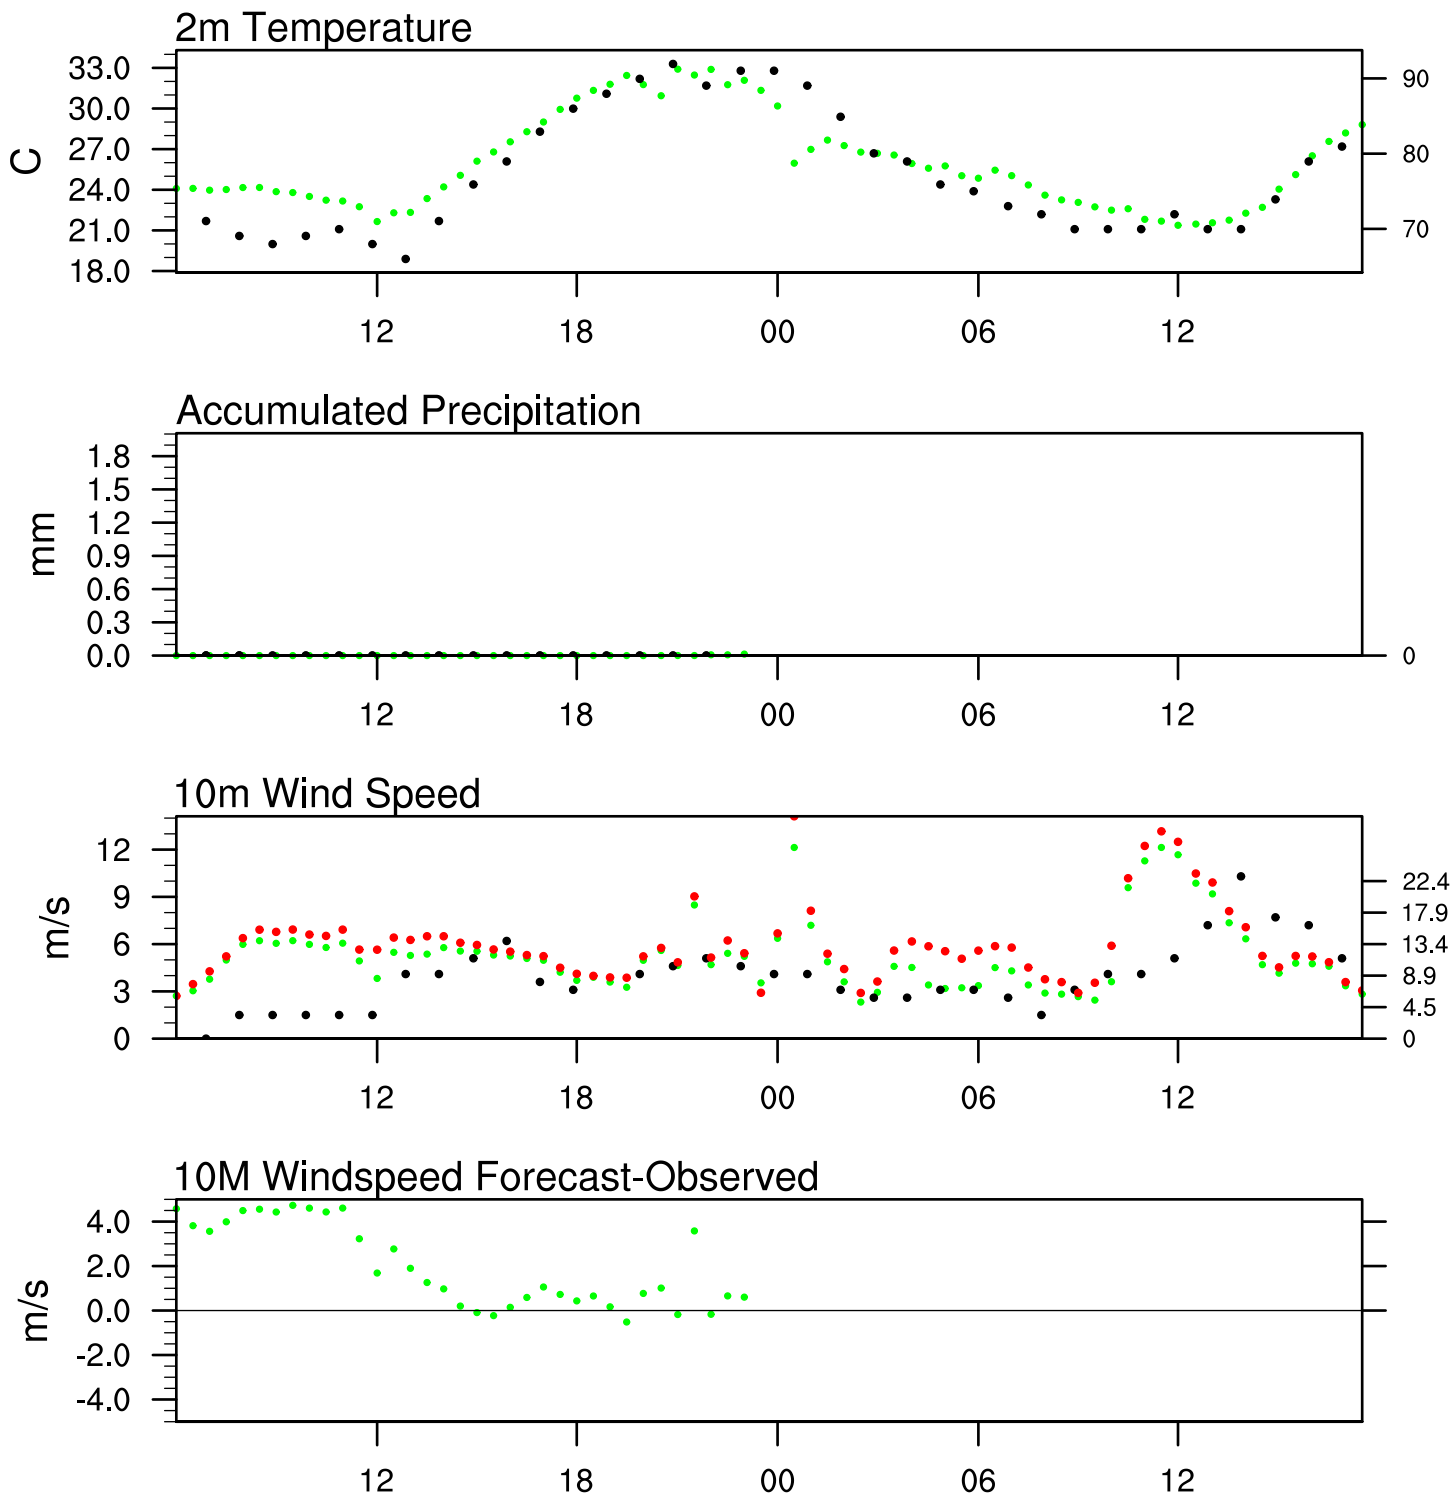 2m Temperature
33.0
30.0
27.0
24.0
21.0
18.0
C
90
80
70
12 18 00 06 12
Accumulated Precipitation
1.8
1.5
1.2
0.9
0.6
0.3
0.0
mm
0
12 18 00 06 12
10m Wind Speed
12
9
6
3
0
m/s
22.4
17.9
13.4
8.9
4.5
0
12 18 00 06 12
10M Windspeed Forecast-Observed
4.0
2.0
0.0
-2.0
-4.0
m/s
12 18 00 06 12